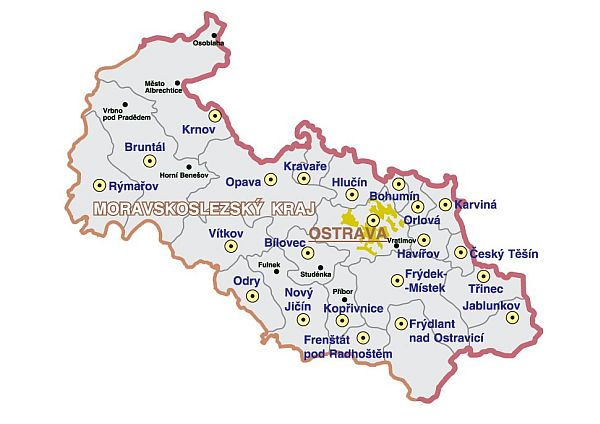 Osoblaha
Město
Albrechtice
Vrbno
pod Pradědem
Krnov
Bruntál
Horní Benešov
Rýmařov
Opava
Kravaře
Hlučín
Bohumín
Karviná
MORAVSKOSLEZSKÝ KRAJ
Orlová
OSTRAVA
Vítkov
Bílovec
Vratimov
Havířov
Český Těšín
Fulnek
Studénka
Odry
Nový
Jičín
Příbor
Kopřivnice
Frýdek-
-Místek
Třinec
Jablunkov
Frýdlant
nad Ostravicí
Frenštát
pod Radhoštěm